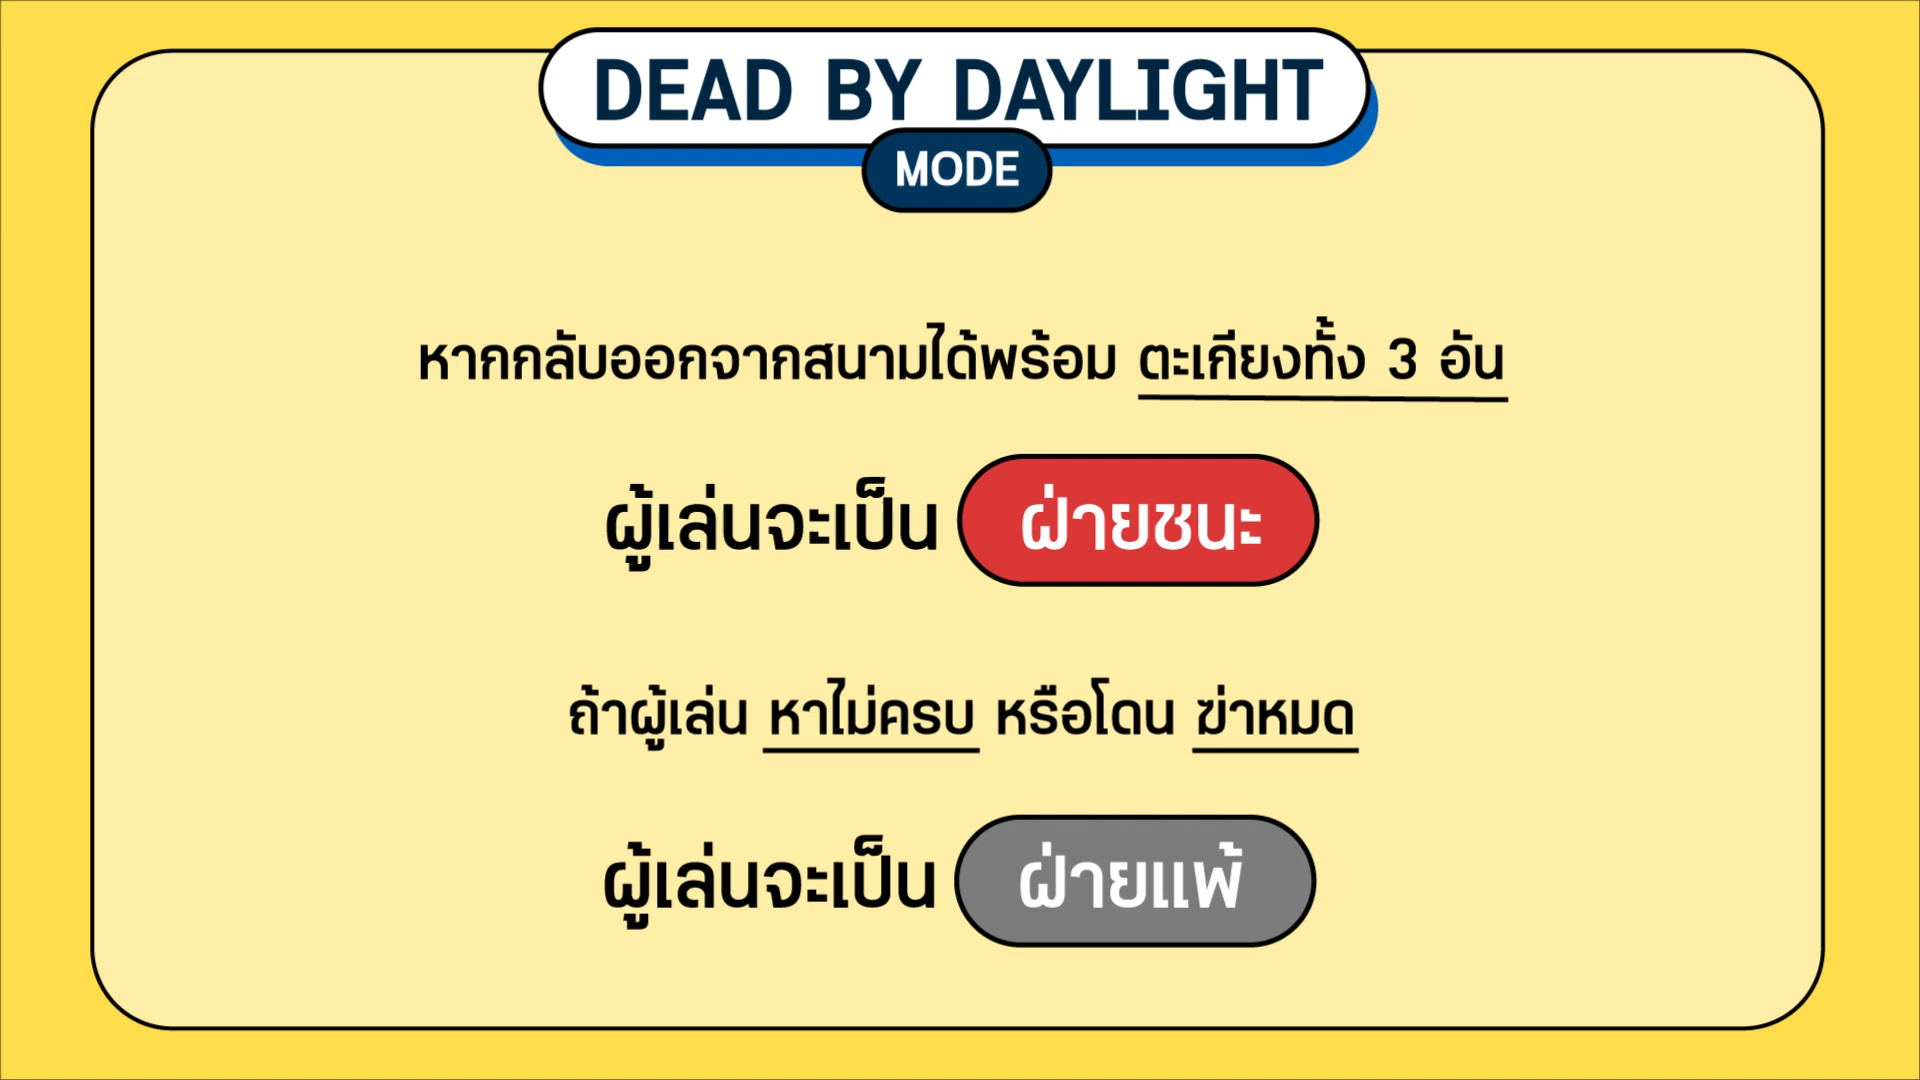 DEAD BY DAYLIGHT
MODE
หากกลับออกจากสนามได้พร้อม ตะเกียงทั้ง 3 อัน
ผู้เล่นจะเป็น ฝ่ายชนะ
ถ้าผู้เล่น หาไม่ครบ หรือโดน ฆ่าหมด
ผู้เล่นจะเป็น ฝ่ายแพ้